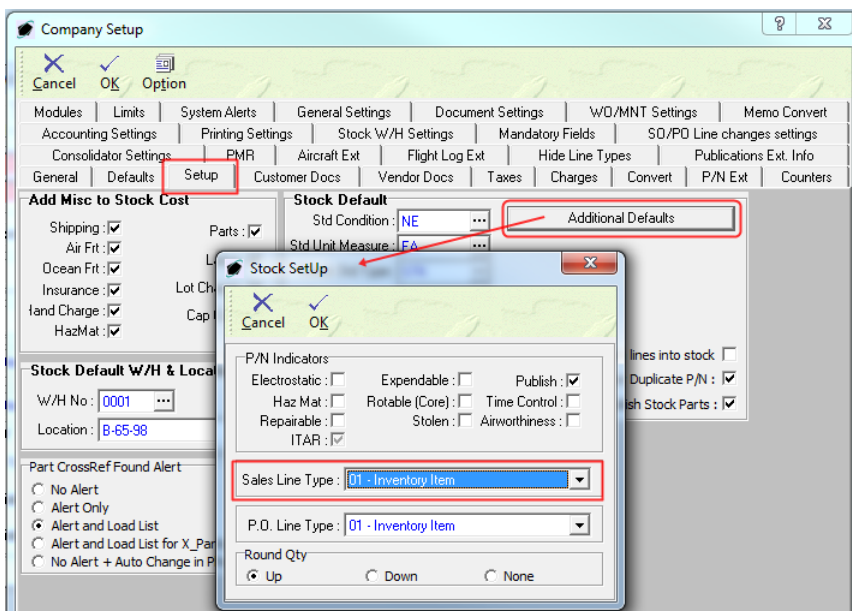 Company Setup
Cancel OK Option
Modules Limits System Alerts General Settings Document Settings WO/MNT Settings Memo Convert
Accounting Settings Printing Settings Stock W/H Settings Mandatory Fields SO/PO Line changes settings
Consolidator Settings PMR Aircraft Ext Flight Log Ext Hide Line Types Publications Ext. Info
General Defaults Setup Customer Docs Vendor Docs Taxes Charges Convert P/N Ext Counters
Add Misc to Stock Cost
Shipping :
Parts :
Air Frt :
Ocean Frt :
Insurance :
Lot Ch
Hand Charge :
Cap
HazMat :
Stock Default
Std Condition : NE ...
Additional Defaults
Std Unit Measure : EA ...
Stock Default W/H & Loca
W/H No : 0001 ...
Location : B-65-98
Part CrossRef Found Alert
No Alert
Alert Only
Alert and Load List
Alert and Load List for X_Par
No Alert + Auto Change in P
lines into stock
Duplicate P/N :
ish Stock Parts :
Stock SetUp
Cancel OK
P/N Indicators
Electrostatic : Expendable : Publish :
Haz Mat : Rotable (Core) : Time Control :
Repairable : Stolen : Airworthiness :
ITAR :
Sales Line Type : 01 - Inventory Item
P.O. Line Type : 01 - Inventory Item
Round Qty
Up Down None